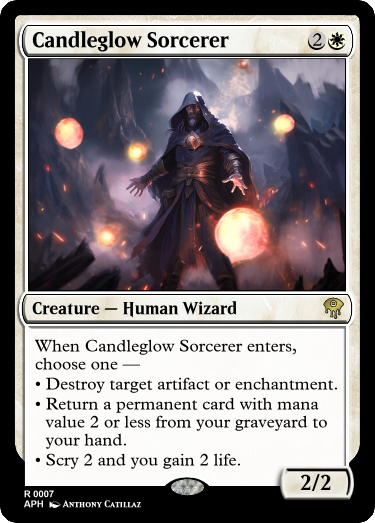 Candleglow Sorcerer 2
Creature — Human Wizard
When Candleglow Sorcerer enters,
choose one —
• Destroy target artifact or enchantment.
• Return a permanent card with mana
value 2 or less from your graveyard to
your hand.
• Scry 2 and you gain 2 life.
2/2
R 0007
APH Anthony Catillaz